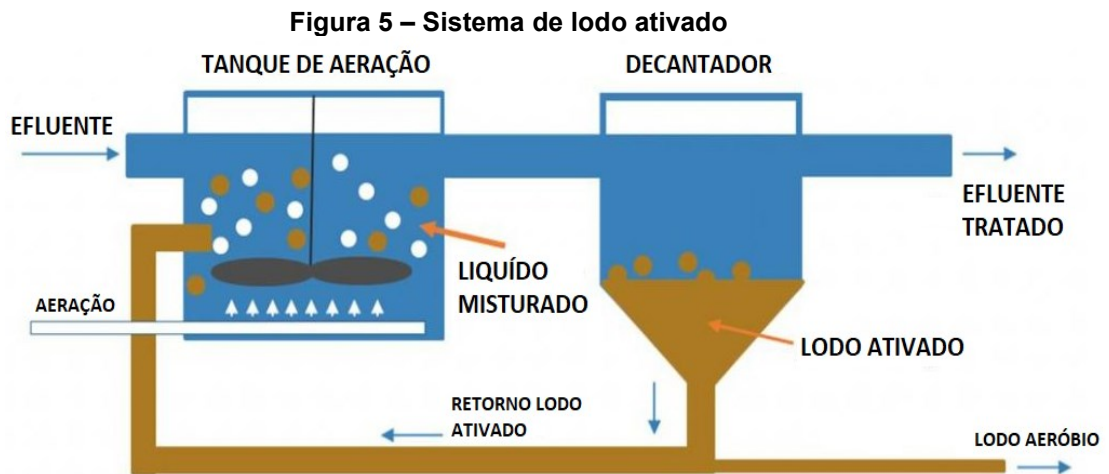 Figura 5 – Sistema de lodo ativado
TANQUE DE AERAÇÃO
DECANTADOR
EFLUENTE
EFLUENTE
TRATADO
LIQUÍDO
MISTURADO
AERAÇÃO
LODO ATIVADO
RETORNO LODO
ATIVADO
LODO AERÓBIO